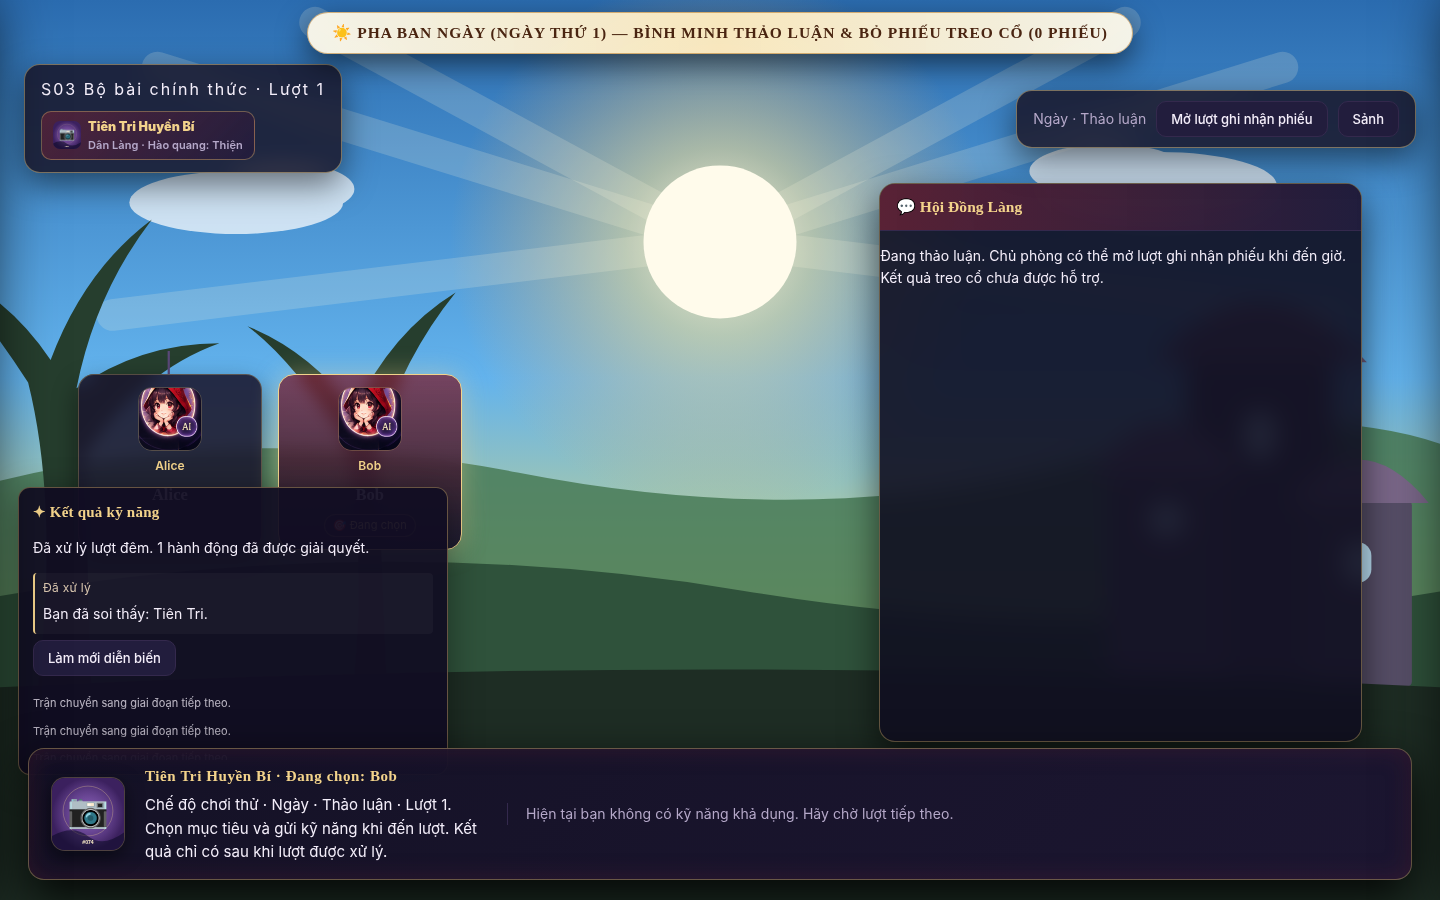 ☀️ PHA BAN NGÀY (NGÀY THỨ 1) — BÌNH MINH THẢO LUẬN & BỎ PHIẾU TREO CỔ (0 PHIẾU)
S03 Bộ bài chính thức · Lượt 1
Tiên Tri Huyền Bí
Dân Làng · Hào quang: Thiện
Ngày · Thảo luận
Mở lượt ghi nhận phiếu
Sảnh
💬 Hội Đồng Làng
Đang thảo luận. Chủ phòng có thể mở lượt ghi nhận phiếu khi đến giờ.
Kết quả treo cổ chưa được hỗ trợ.
AI
Alice
Alice
AI
Bob
Bob
Đang chọn
✦ Kết quả kỹ năng
Đã xử lý lượt đêm. 1 hành động đã được giải quyết.
Đã xử lý
Bạn đã soi thấy: Tiên Tri.
Làm mới diễn biến
Trận chuyển sang giai đoạn tiếp theo.
Trận chuyển sang giai đoạn tiếp theo.
#074
Tiên Tri Huyền Bí · Đang chọn: Bob
Chế độ chơi thử · Ngày · Thảo luận · Lượt 1.
Chọn mục tiêu và gửi kỹ năng khi đến lượt. Kết
quả chỉ có sau khi lượt được xử lý.
Hiện tại bạn không có kỹ năng khả dụng. Hãy chờ lượt tiếp theo.